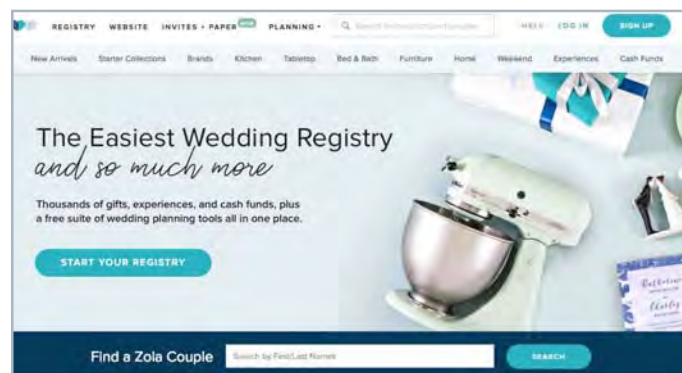 REGISTRY WEBSITE INVITES + PAPER PLANNING LOG IN SIGN UP
New Arrivals Starter Collections Brands Kitchen Tabletop Bed & Bath Furniture Home Weekend Experiences Cash Funds
The Easiest Wedding Registry
and so much more
Thousands of gifts, experiences, and cash funds, plus
a free suite of wedding planning tools all in one place.
START YOUR REGISTRY
Find a Zola Couple Search by First/Last Names SEARCH